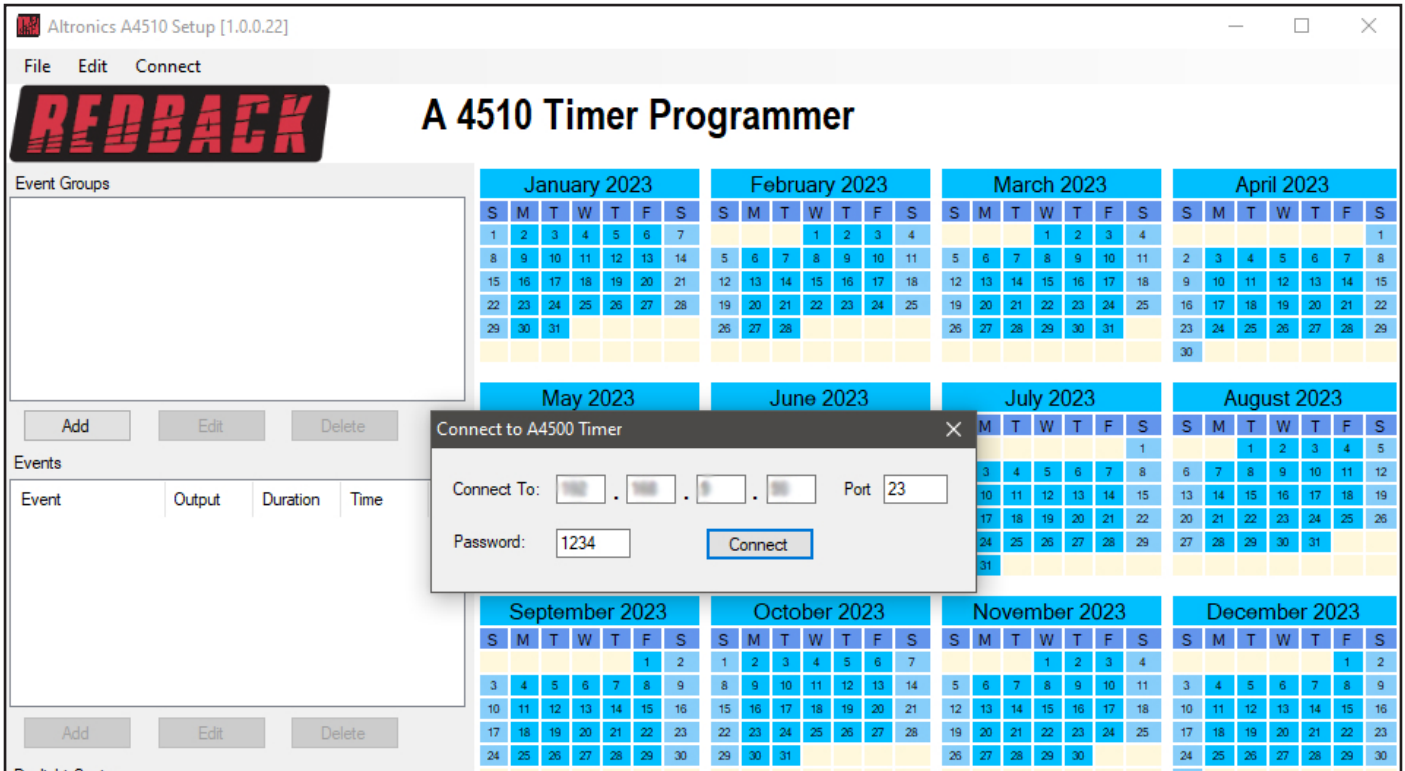 Altronics A4510 Setup [1.0.0.22]
File Edit Connect
REDBACK
A 4510 Timer Programmer
Event Groups
Add Edit Delete
Events
Event Output Duration Time
Add Edit Delete
January 2023
S M T W T F S
1 2 3 4 5 6 7
8 9 10 11 12 13 14
15 16 17 18 19 20 21
22 23 24 25 26 27 28
29 30 31
February 2023
S M T W T F S
1 2 3 4
5 6 7 8 9 10 11
12 13 14 15 16 17 18
19 20 21 22 23 24 25
26 27 28
March 2023
S M T W T F S
1 2 3 4
5 6 7 8 9 10 11
12 13 14 15 16 17 18
19 20 21 22 23 24 25
26 27 28 29 30 31
April 2023
S M T W T F S
1
2 3 4 5 6 7 8
9 10 11 12 13 14 15
16 17 18 19 20 21 22
23 24 25 26 27 28 29
30
May 2023
June 2023
July 2023
M T W T F S
1
3 4 5 6 7 8
10 11 12 13 14 15
17 18 19 20 21 22
24 25 26 27 28 29
31
August 2023
S M T W T F S
1 2 3 4 5
6 7 8 9 10 11 12
13 14 15 16 17 18 19
20 21 22 23 24 25 26
27 28 29 30 31
Connect to A4500 Timer
Connect To: . . . Port 23
Password: 1234 Connect
September 2023
S M T W T F S
1 2
3 4 5 6 7 8 9
10 11 12 13 14 15 16
17 18 19 20 21 22 23
24 25 26 27 28 29 30
October 2023
S M T W T F S
1 2 3 4 5 6 7
8 9 10 11 12 13 14
15 16 17 18 19 20 21
22 23 24 25 26 27 28
29 30 31
November 2023
S M T W T F S
1 2 3 4
5 6 7 8 9 10 11
12 13 14 15 16 17 18
19 20 21 22 23 24 25
26 27 28 29 30
December 2023
S M T W T F S
1 2
3 4 5 6 7 8 9
10 11 12 13 14 15 16
17 18 19 20 21 22 23
24 25 26 27 28 29 30